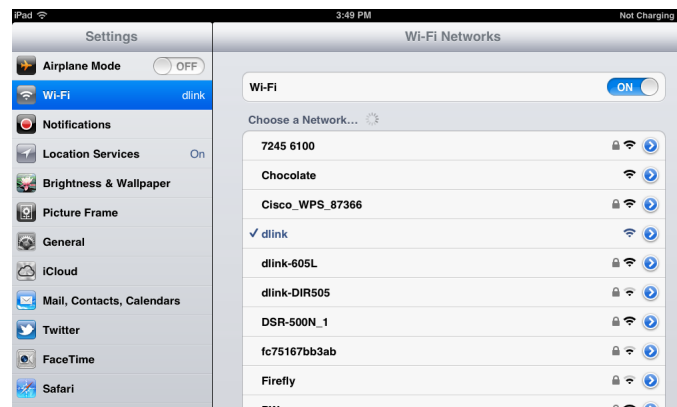 iPad 3:49 PM Not Charging
Settings
Airplane Mode OFF
Wi-Fi dlink
Notifications
Location Services On
Brightness & Wallpaper
Picture Frame
General
iCloud
Mail, Contacts, Calendars
Twitter
FaceTime
Safari
Wi-Fi Networks
Wi-Fi ON
Choose a Network...
7245 6100
Chocolate
Cisco_WPS_87366
✓ dlink
dlink-605L
dlink-DIR505
DSR-500N_1
fc75167bb3ab
Firefly